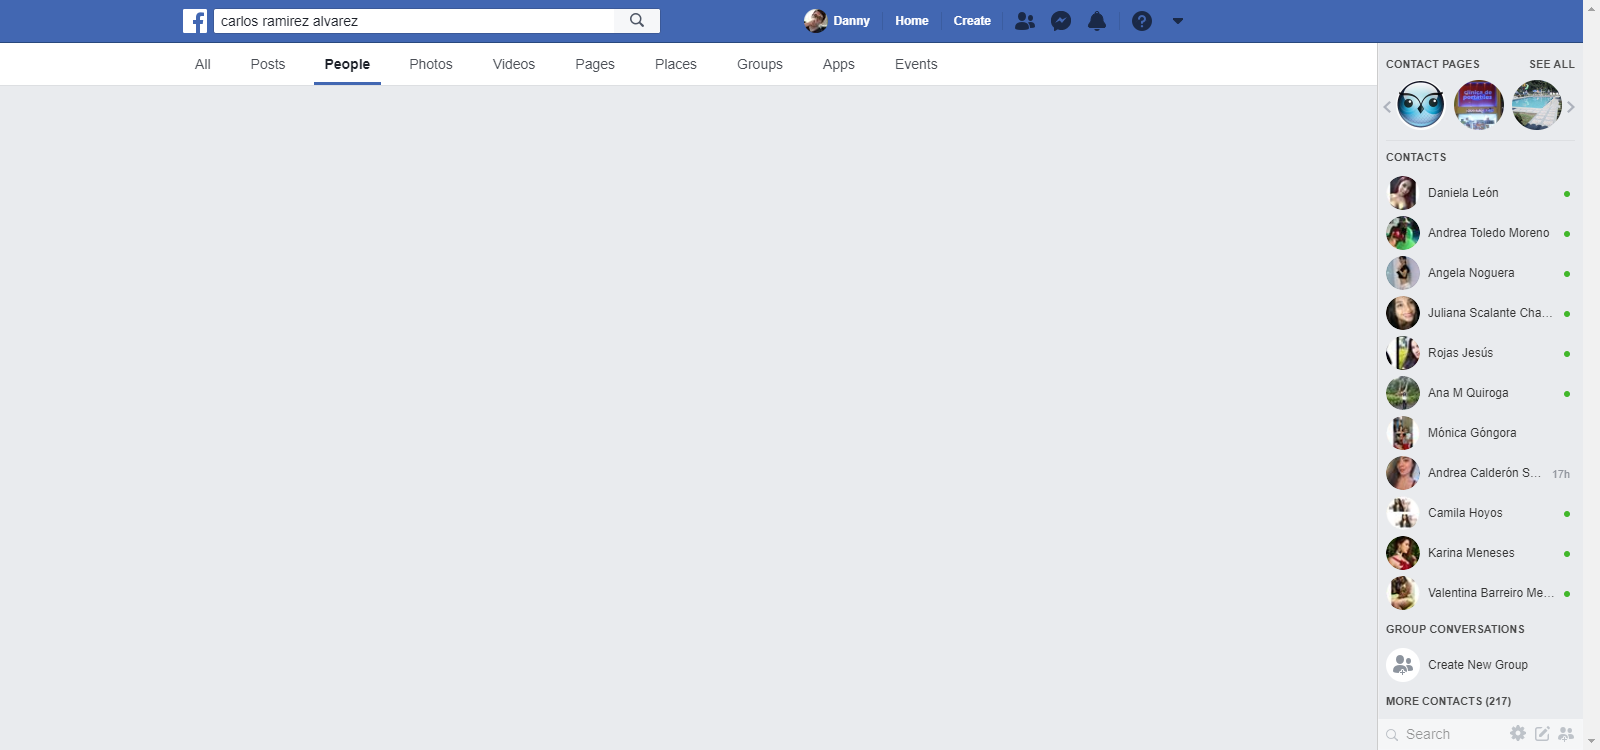 carlos ramirez alvarez
Danny
Home
Create
All
Posts
People
Photos
Videos
Pages
Places
Groups
Apps
Events
CONTACT PAGES
SEE ALL
CONTACTS
Daniela León
Andrea Toledo Moreno
Angela Noguera
Juliana Scalante Cha...
Rojas Jesús
Ana M Quiroga
Mónica Góngora
Andrea Calderón S... 17h
Camila Hoyos
Karina Meneses
Valentina Barreiro Me...
GROUP CONVERSATIONS
Create New Group
MORE CONTACTS (217)
Search